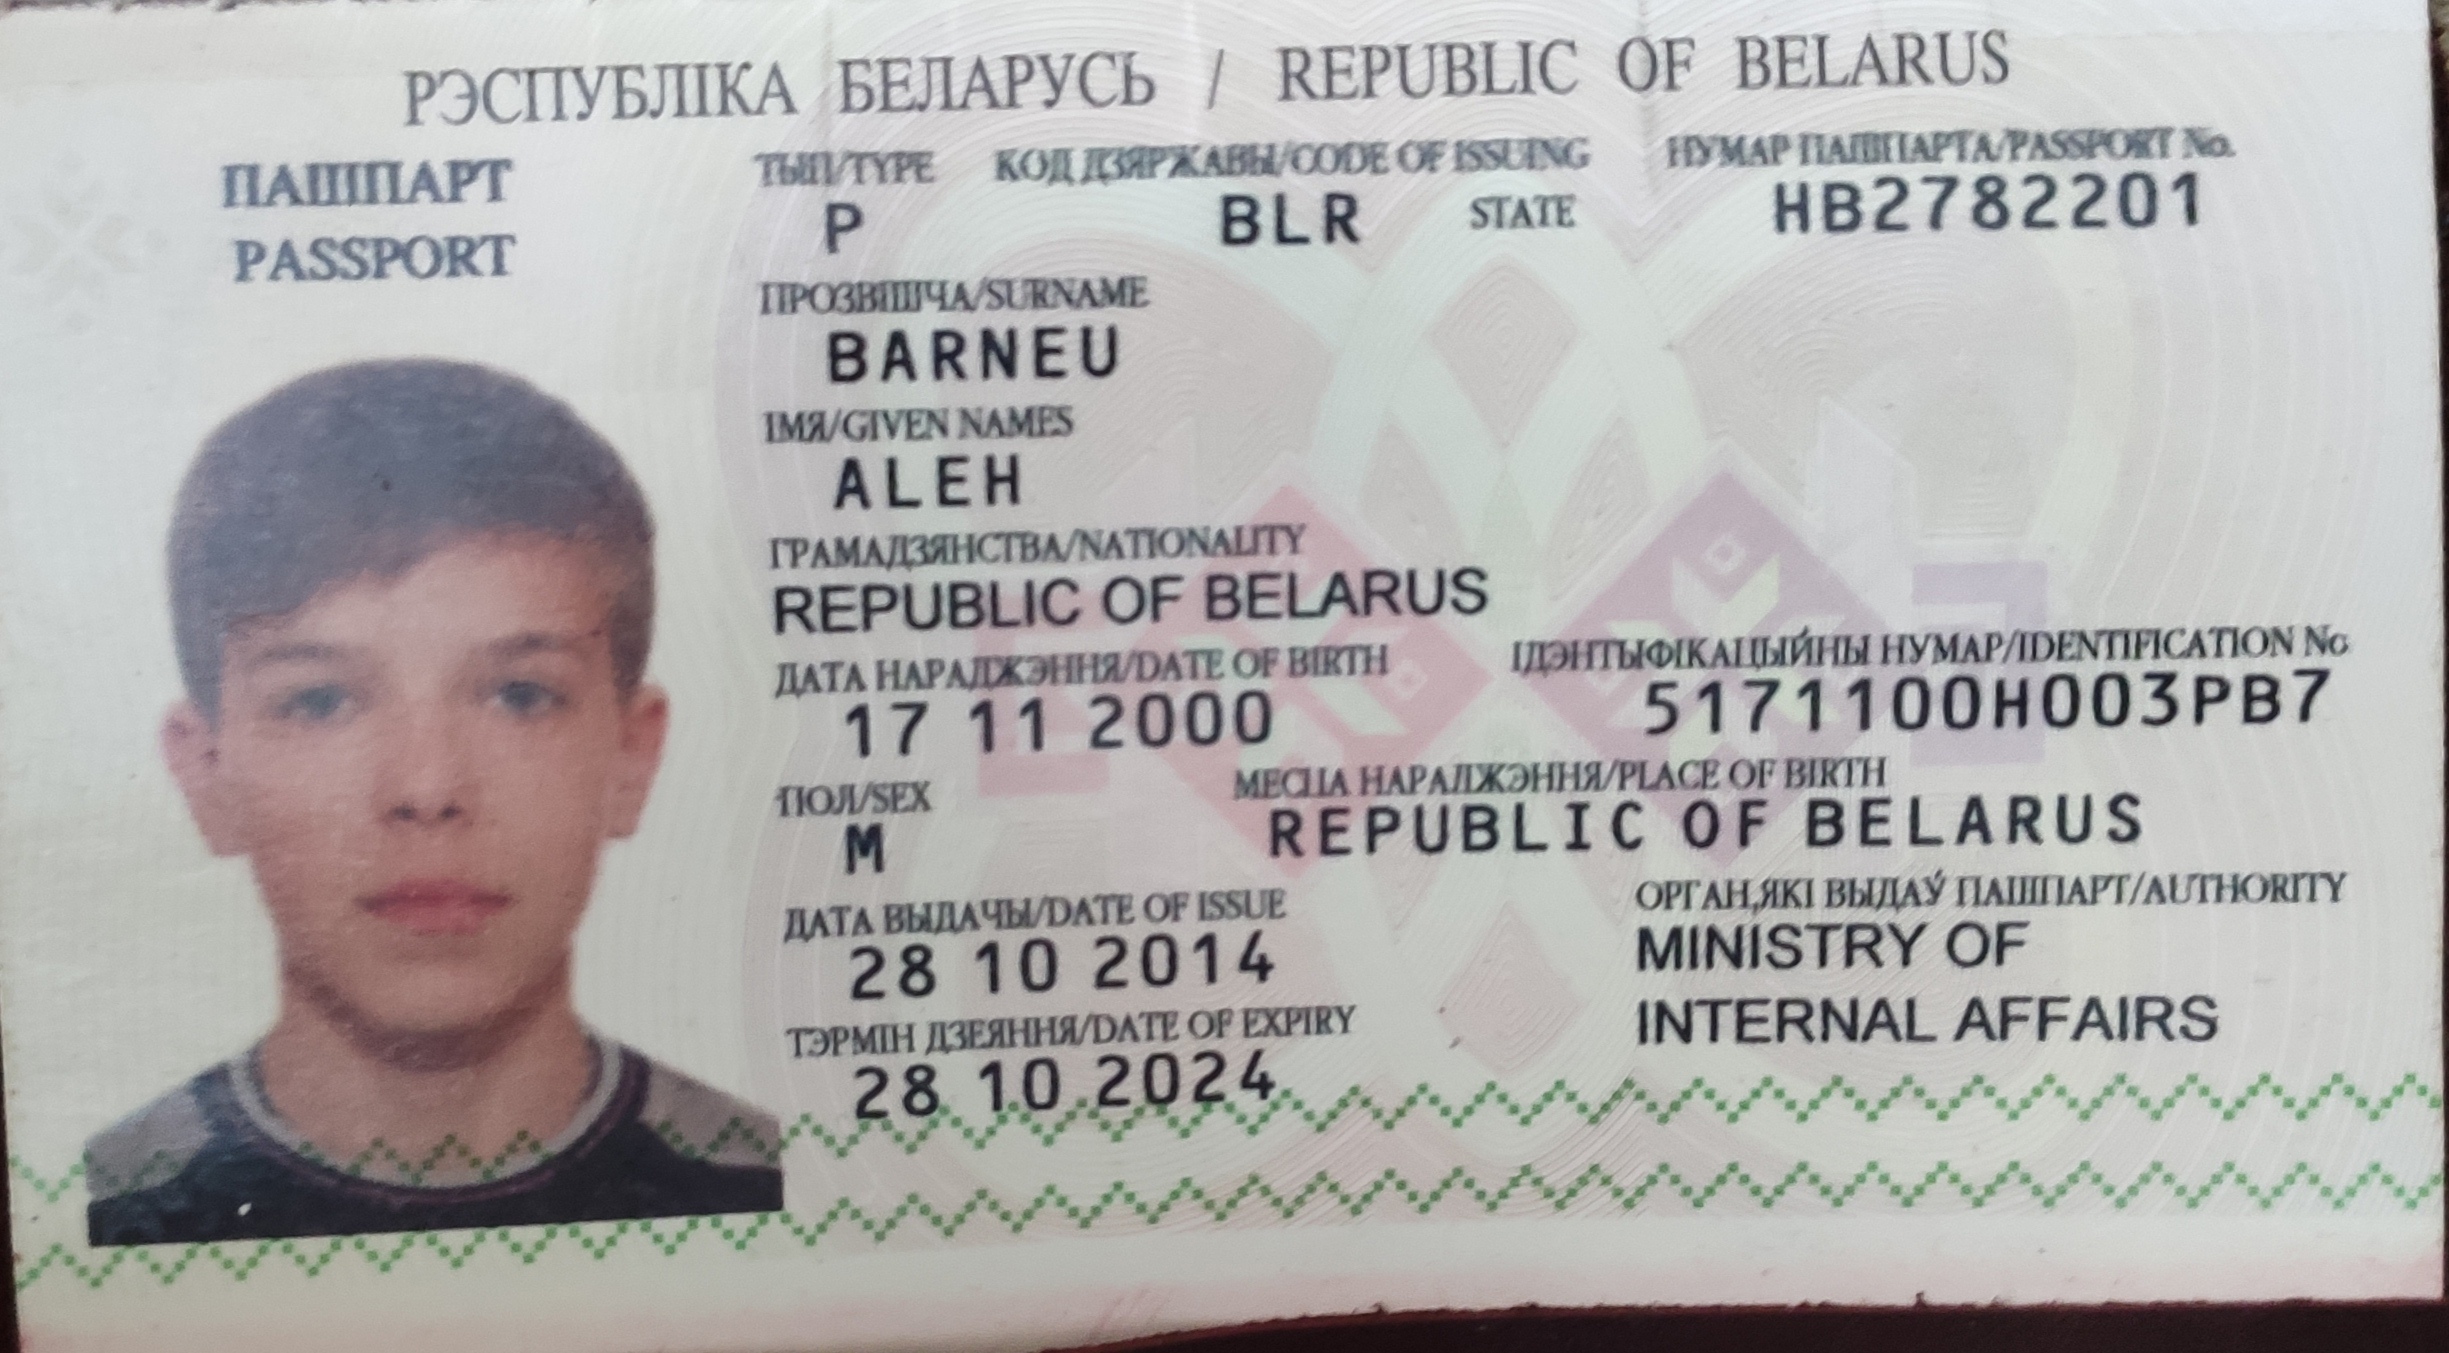 РЭСПУБЛІКА БЕЛАРУСЬ / REPUBLIC OF BELARUS
ПАШПАРТ
PASSPORT
ТЫП/TYPE КОД ДЗЯРЖАВЫ/CODE OF ISSUING STATE НУМАР ПАШПАРТА/PASSPORT No.
P BLR HB2782201
ПРОЗВІШЧА/SURNAME
BARNEU
ІМЯ/GIVEN NAMES
ALEH
ГРАМАДЗЯНСТВА/NATIONALITY
REPUBLIC OF BELARUS
ДАТА НАРАДЖЭННЯ/DATE OF BIRTH ІДЭНТЫФІКАЦЫЙНЫ НУМАР/IDENTIFICATION No
17 11 2000 5171100H003PB7
ПОЛ/SEX МЕСЦА НАРАДЖЭННЯ/PLACE OF BIRTH
M REPUBLIC OF BELARUS
ДАТА ВЫДАЧЫ/DATE OF ISSUE ОРГАН,ЯКІ ВЫДАЎ ПАШПАРТ/AUTHORITY
28 10 2014 MINISTRY OF
ТЭРМІН ДЗЕЯННЯ/DATE OF EXPIRY INTERNAL AFFAIRS
28 10 2024